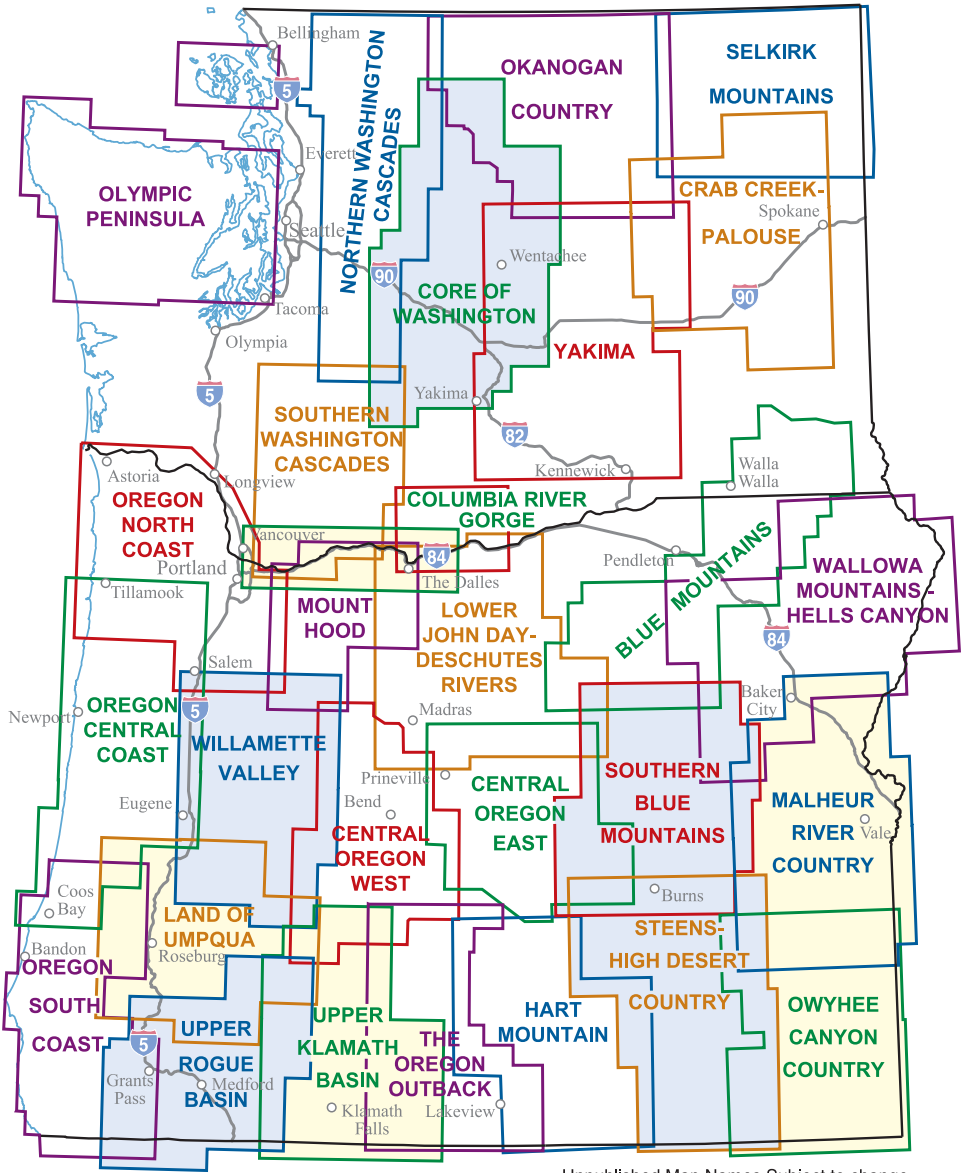 Bellingham
5
SELKIRK
MOUNTAINS
OKANOGAN
COUNTRY
NORTHERN WASHINGTON
CASCADES
Everett
OLYMPIC
PENINSULA
CRAB CREEK-
PALOUSE
Spokane
Seattle
Wentachee
90
90
CORE OF
WASHINGTON
Tacoma
Olympia
YAKIMA
5
Yakima
SOUTHERN
WASHINGTON
CASCADES
82
Kennewick
Walla
Walla
Astoria
Longview
OREGON
NORTH
COAST
COLUMBIA RIVER
GORGE
Vancouver
Portland
84
The Dalles
Pendleton
BLUE MOUNTAINS
WALLOWA
MOUNTAINS -
HELLS CANYON
Tillamook
MOUNT
HOOD
LOWER
JOHN DAY-
DESCHUTES
RIVERS
84
Salem
5
Newport
OREGON
CENTRAL
COAST
Madras
Baker
City
WILLAMETTE
VALLEY
Prineville
CENTRAL
OREGON
EAST
SOUTHERN
BLUE
MOUNTAINS
MALHEUR
RIVER
COUNTRY
Vale
Eugene
Bend
CENTRAL
OREGON
WEST
Coos
Bay
Burns
LAND OF
UMPQUA
Roseburg
Bandon
OREGON
SOUTH
COAST
STEENS-
HIGH DESERT
COUNTRY
5
UPPER
ROGUE
BASIN
UPPER
KLAMATH
BASIN
THE
OREGON
OUTBACK
HART
MOUNTAIN
OWYHEE
CANYON
COUNTRY
Grants
Pass
Medford
Klamath
Falls
Lakeview
Unpublished Map Names Subject to change